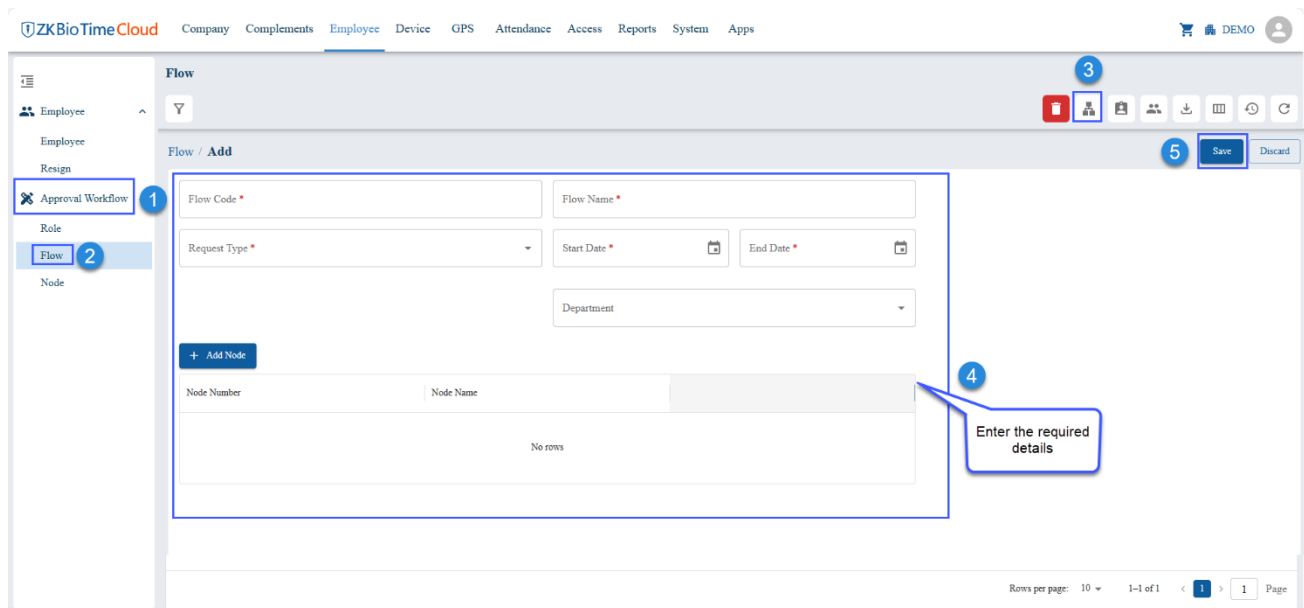 ZKBioTime Cloud Company Complements Employee Device GPS Attendance Access Reports System Apps DEMO
Flow
3
Employee
Employee
Flow / Add
5
Save
Discard
Resign
Approval Workflow
1
Flow Code *
Flow Name *
Role
Flow
2
Request Type *
Start Date *
End Date *
Node
Department
+ Add Node
4
Node Number
Node Name
Enter the required
details
No rows
Rows per page: 10 1–1 of 1 < 1 > 1 Page